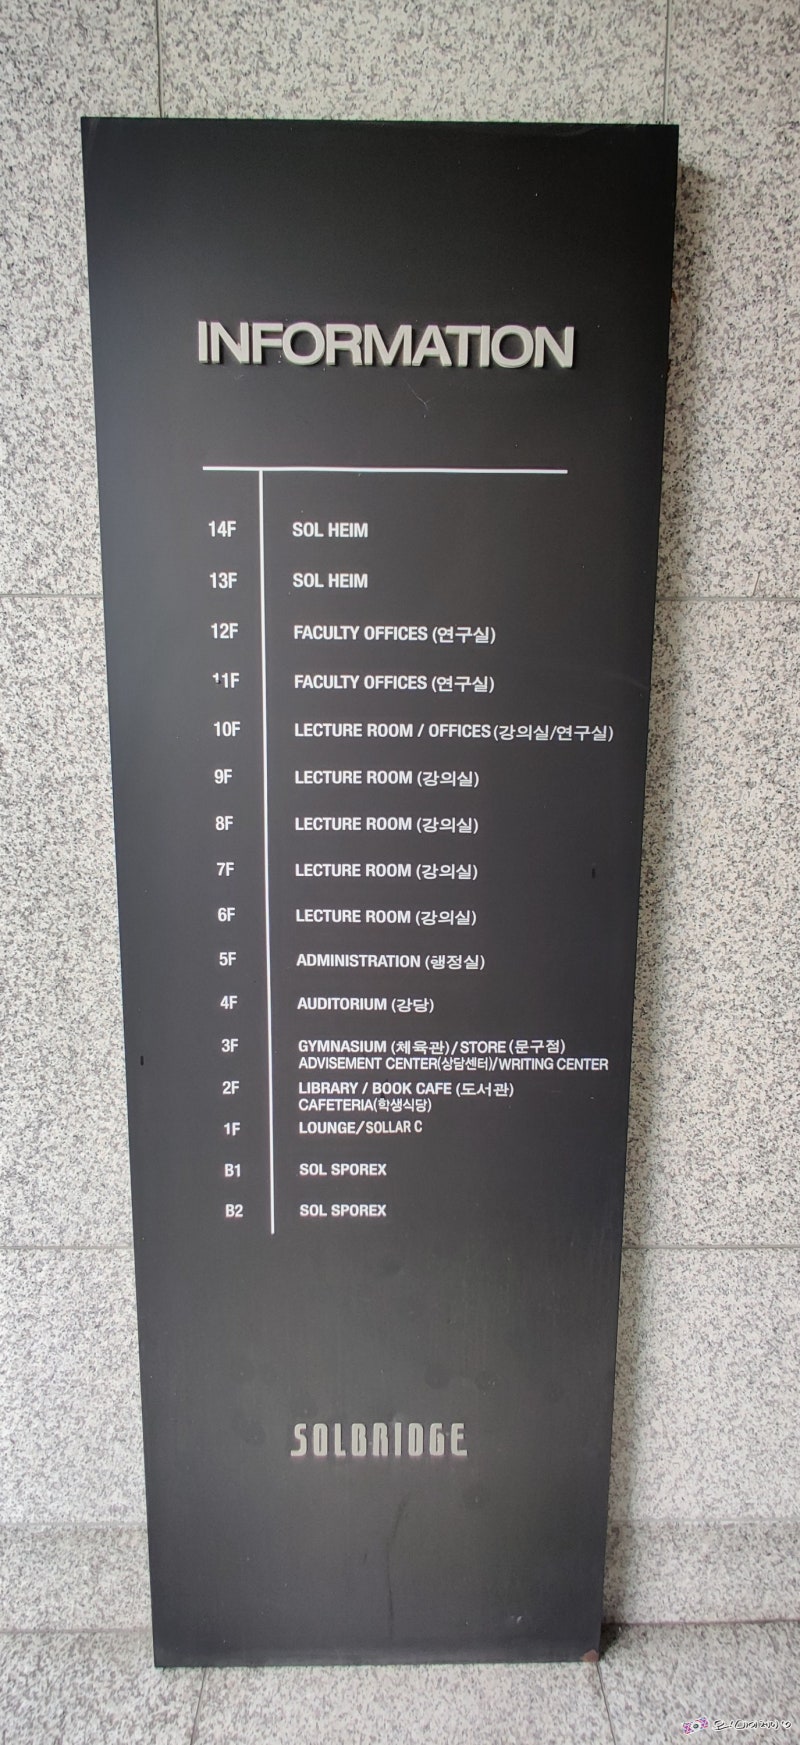 INFORMATION
14F SOL HEIM
13F SOL HEIM
12F FACULTY OFFICES (연구실)
11F FACULTY OFFICES (연구실)
10F LECTURE ROOM / OFFICES(강의실/연구실)
9F LECTURE ROOM (강의실)
8F LECTURE ROOM (강의실)
7F LECTURE ROOM (강의실)
6F LECTURE ROOM (강의실)
5F ADMINISTRATION (행정실)
4F AUDITORIUM (강당)
3F GYMNASIUM (체육관)/STORE (문구점)
ADVISEMENT CENTER(상담센터)/WRITING CENTER
2F LIBRARY / BOOK CAFE (도서관)
CAFETERIA(학생식당)
1F LOUNGE/SOLLAR C
B1 SOL SPOREX
B2 SOL SPOREX
SOLBRIDGE